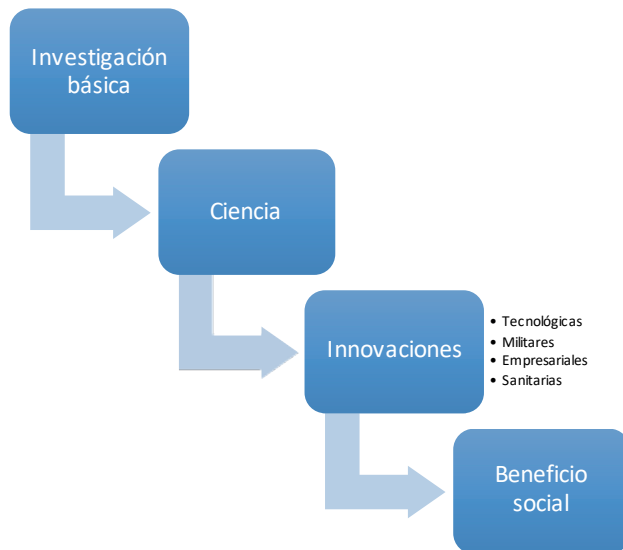 Investigación
básica
Ciencia
Innovaciones
• Tecnológicas
• Militares
• Empresariales
• Sanitarias
Beneficio
social